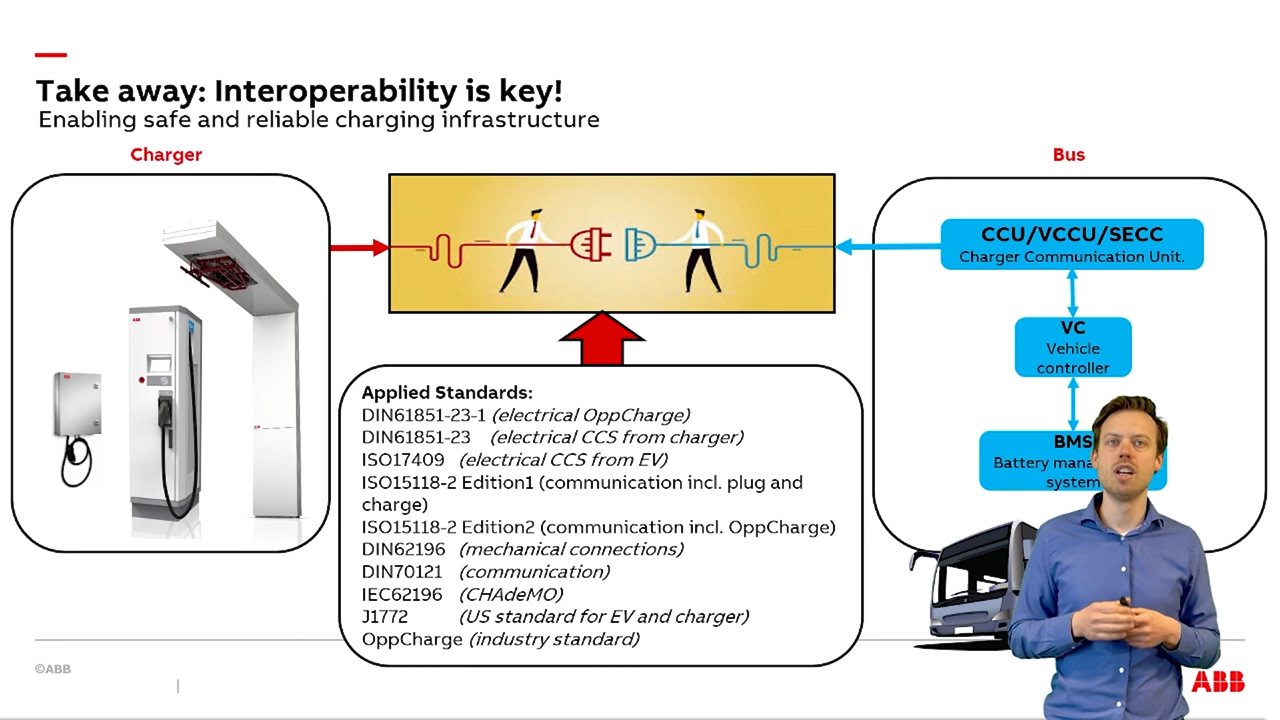 Take away: Interoperability is key!
Enabling safe and reliable charging infrastructure
Charger
Bus
ABB
ABB
CCU/VCCU/SECC
Charger Communication Unit.
VC
Vehicle
controller
BMS
Battery
system
Applied Standards:
DIN61851-23-1 (electrical OppCharge)
DIN61851-23 (electrical CCS from charger)
ISO17409 (electrical CCS from EV)
ISO15118-2 Edition1 (communication incl. plug and
charge)
ISO15118-2 Edition2 (communication incl. OppCharge)
DIN62196 (mechanical connections)
DIN70121 (communication)
IEC62196 (CHAdeMO)
J1772 (US standard for EV and charger)
OppCharge (industry standard)
©ABB
ABB